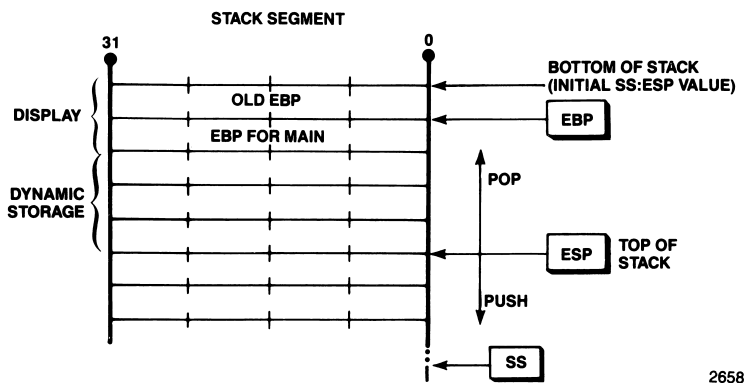 STACK SEGMENT
31
0
BOTTOM OF STACK
(INITIAL SS:ESP VALUE)
OLD EBP
DISPLAY
EBP
EBP FOR MAIN
POP
DYNAMIC
STORAGE
ESP
TOP OF
STACK
PUSH
SS
2658